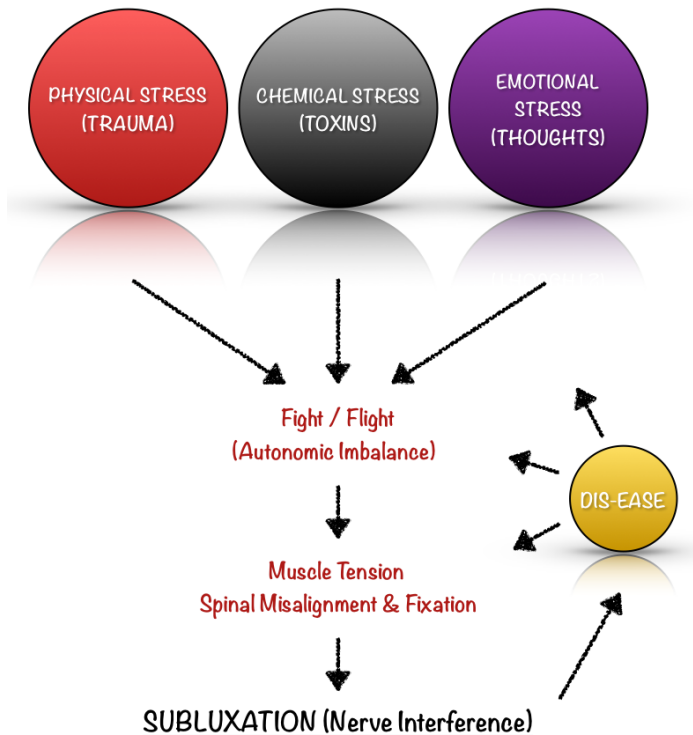 PHYSICAL STRESS
(TRAUMA)
CHEMICAL STRESS
(TOXINS)
EMOTIONAL
STRESS
(THOUGHTS)
Fight / Flight
(Autonomic Imbalance)
DIS-EASE
Muscle Tension
Spinal Misalignment & Fixation
SUBLUXATION (Nerve Interference)